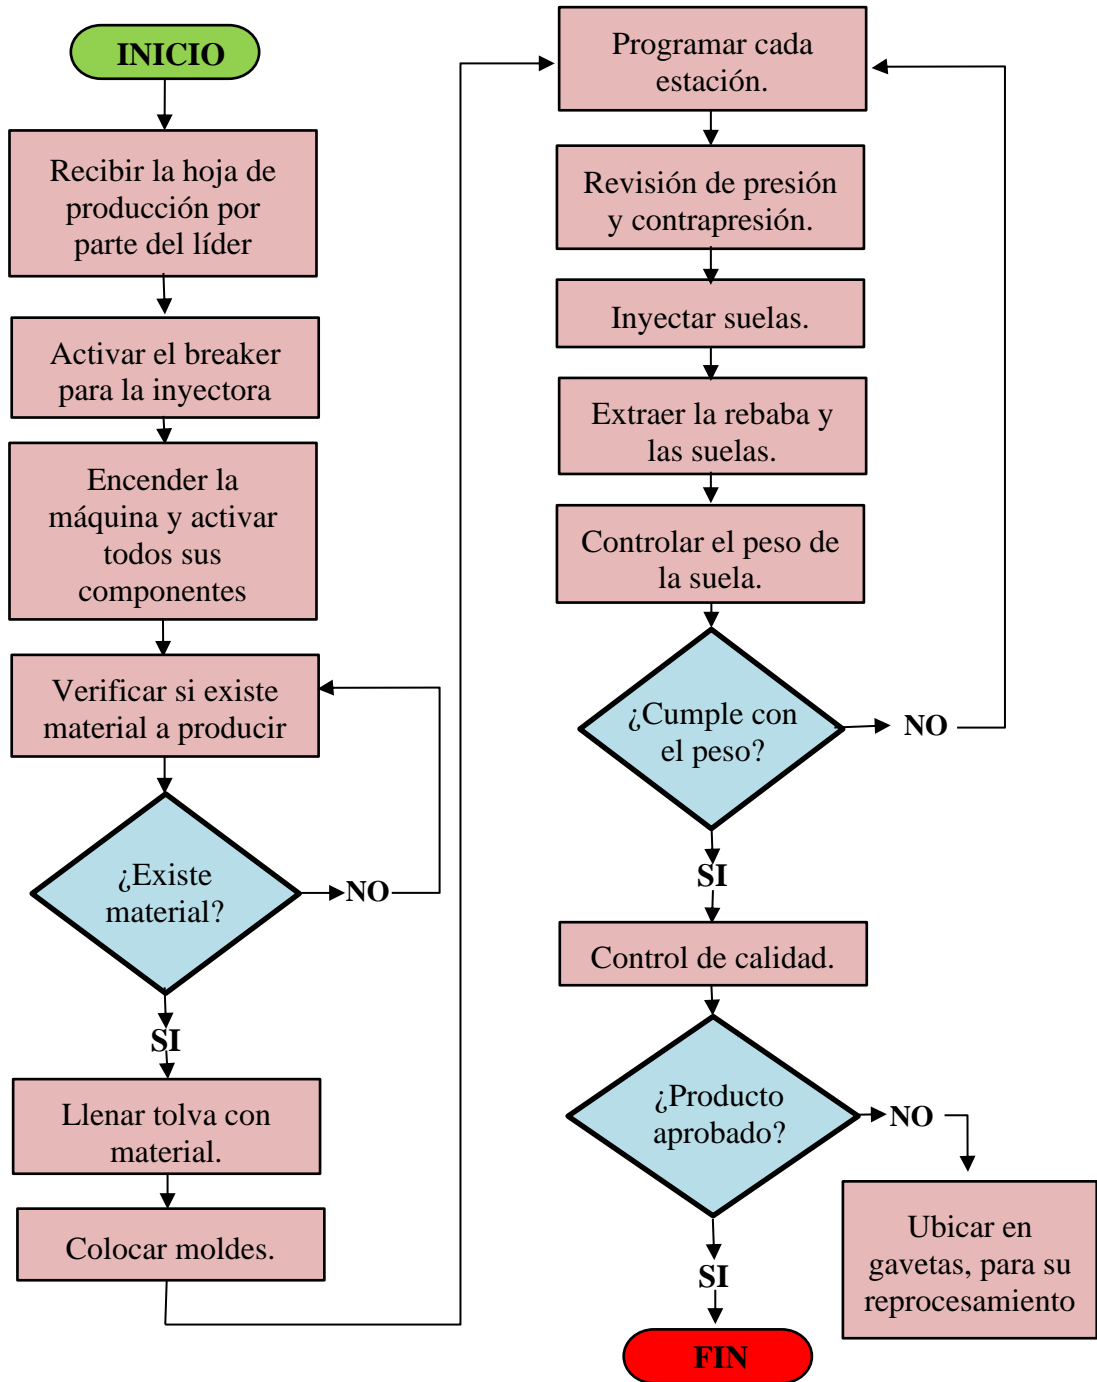 INICIO
Recibir la hoja de
producción por
parte del líder
Activar el breaker
para la inyectora
Encender la
máquina y activar
todos sus
componentes
Verificar si existe
material a producir
¿Existe
material?
NO
SI
Llenar tolva con
material.
Colocar moldes.
Programar cada
estación.
Revisión de presión
y contrapresión.
Inyectar suelas.
Extraer la rebaba y
las suelas.
Controlar el peso de
la suela.
¿Cumple con
el peso?
NO
SI
Control de calidad.
¿Producto
aprobado?
NO
Ubicar en
gavetas, para su
reprocesamiento
SI
FIN